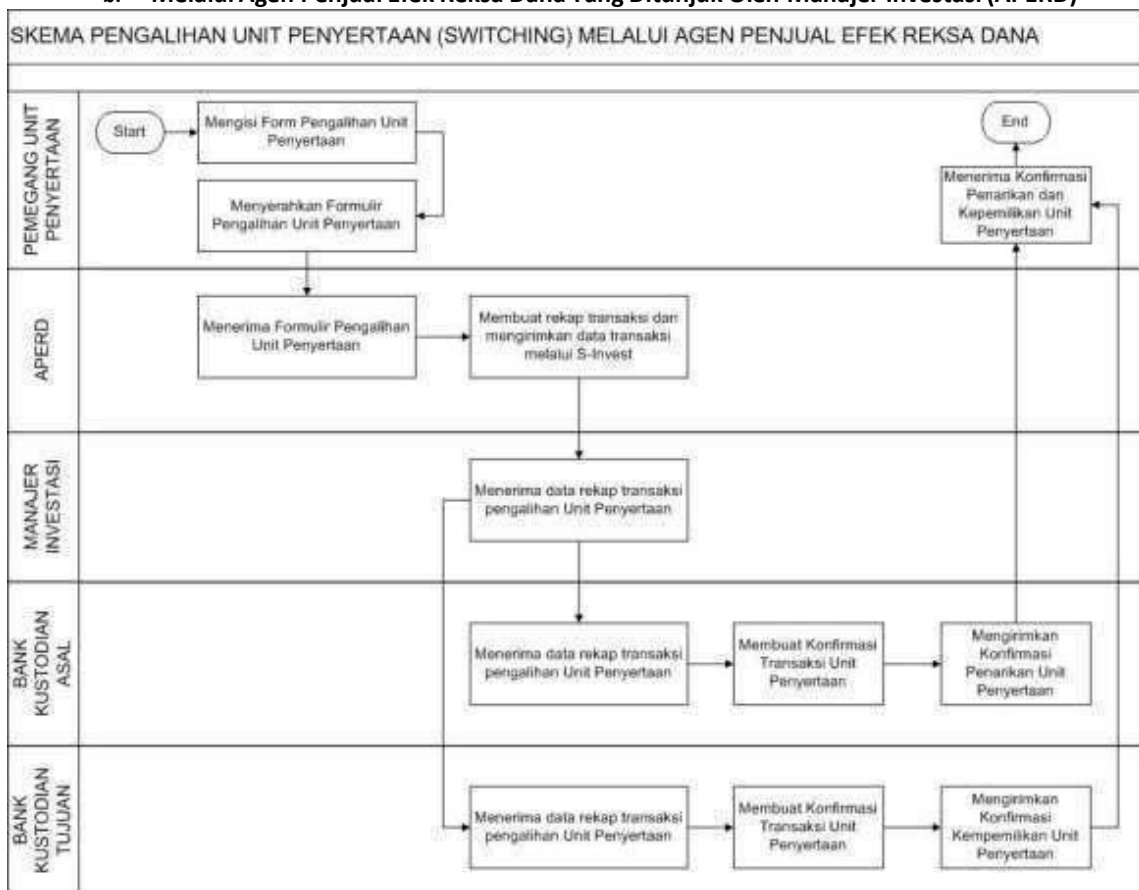 b. Melalui Agen Penjual Efek Reksa Dana Yang Ditunjuk Oleh Manajer Investasi (APERD)
SKEMA PENGALIHAN UNIT PENYERTAAN (SWITCHING) MELALUI AGEN PENJUAL EFEK REKSA DANA
PEMEGANG UNIT
PENYERTAAN
Start
Mengisi Form Pengalihan Unit
Penyertaan
Menyerahkan Formulir
Pengalihan Unit Penyertaan
End
Menerima Konfirmasi
Penarikan dan
Kepemilikan Unit
Penyertaan
APERD
Menerima Formulir Pengalihan
Unit Penyertaan
Membuat rekap transaksi dan
mengirimkan data transaksi
melalui S-Invest
MANAJER
INVESTASI
Menerima data rekap transaksi
pengalihan Unit Penyertaan
BANK
KUSTODIAN
ASAL
Menerima data rekap transaksi
pengalihan Unit Penyertaan
Membuat Konfirmasi
Transaksi Unit
Penyertaan
Mengirimkan
Konfirmasi
Penarikan Unit
Penyertaan
BANK
KUSTODIAN
TUJUAN
Menerima data rekap transaksi
pengalihan Unit Penyertaan
Membuat Konfirmasi
Transaksi Unit
Penyertaan
Mengirimkan
Konfirmasi
Kempemilikan Unit
Penyertaan